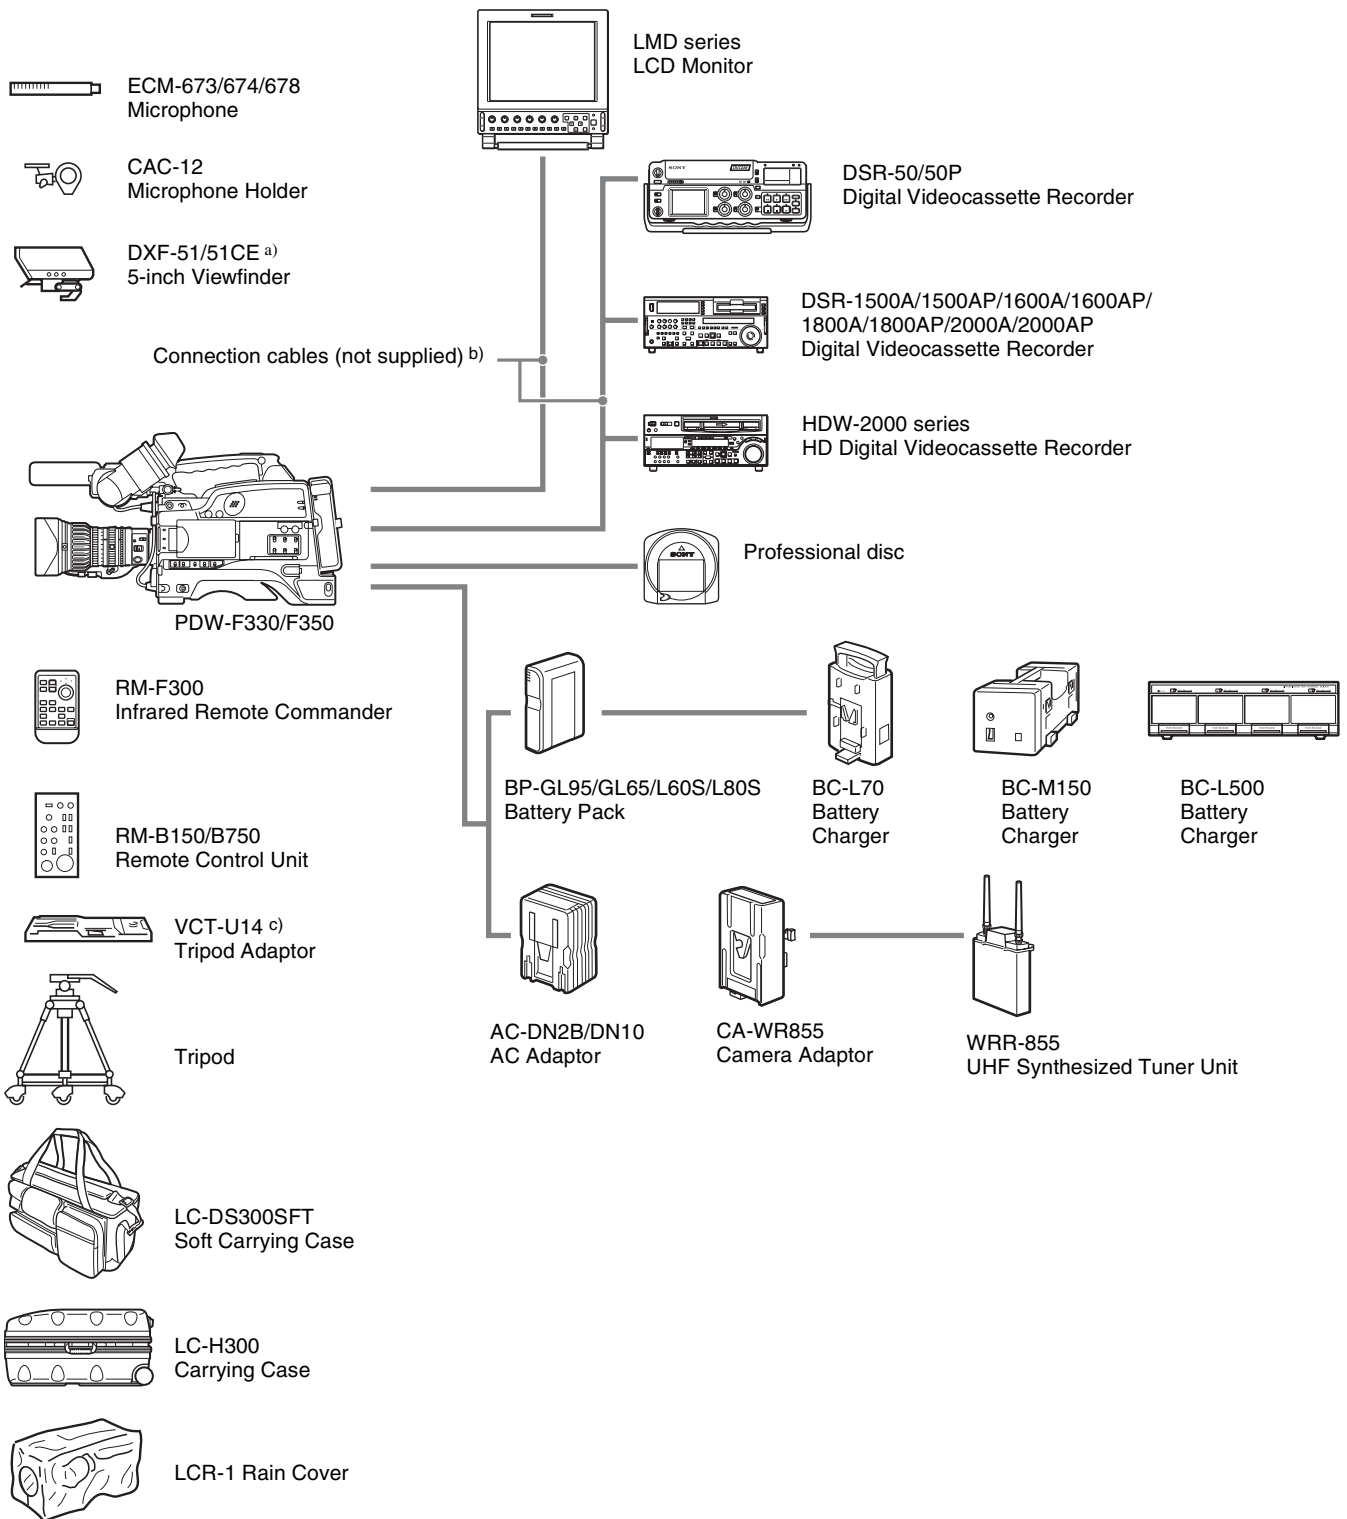 LMD series
LCD Monitor
ECM-673/674/678
Microphone
CAC-12
Microphone Holder
DXF-51/51CE a)
5-inch Viewfinder
SONY
DSR-50/50P
Digital Videocassette Recorder
DSR-1500A/1500AP/1600A/1600AP/
1800A/1800AP/2000A/2000AP
Digital Videocassette Recorder
Connection cables (not supplied) b)
HDW-2000 series
HD Digital Videocassette Recorder
SONY
Professional disc
PDW-F330/F350
RM-F300
Infrared Remote Commander
BP-GL95/GL65/L60S/L80S
Battery Pack
BC-L70
Battery
Charger
BC-M150
Battery
Charger
BC-L500
Battery
Charger
RM-B150/B750
Remote Control Unit
VCT-U14 c)
Tripod Adaptor
Tripod
AC-DN2B/DN10
AC Adaptor
CA-WR855
Camera Adaptor
WRR-855
UHF Synthesized Tuner Unit
LC-DS300SFT
Soft Carrying Case
LC-H300
Carrying Case
LCR-1 Rain Cover